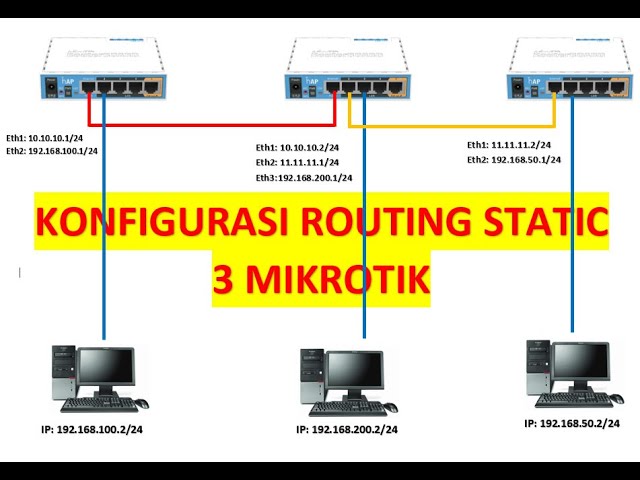 hAP
hAP
hAP
Eth1: 10.10.10.1/24
Eth2: 192.168.100.1/24
Eth1: 10.10.10.2/24
Eth2: 11.11.11.1/24
Eth3:192.168.200.1/24
Eth1: 11.11.11.2/24
Eth2: 192.168.50.1/24
KONFIGURASI ROUTING STATIC
3 MIKROTIK
IP: 192.168.100.2/24
IP: 192.168.200.2/24
IP: 192.168.50.2/24